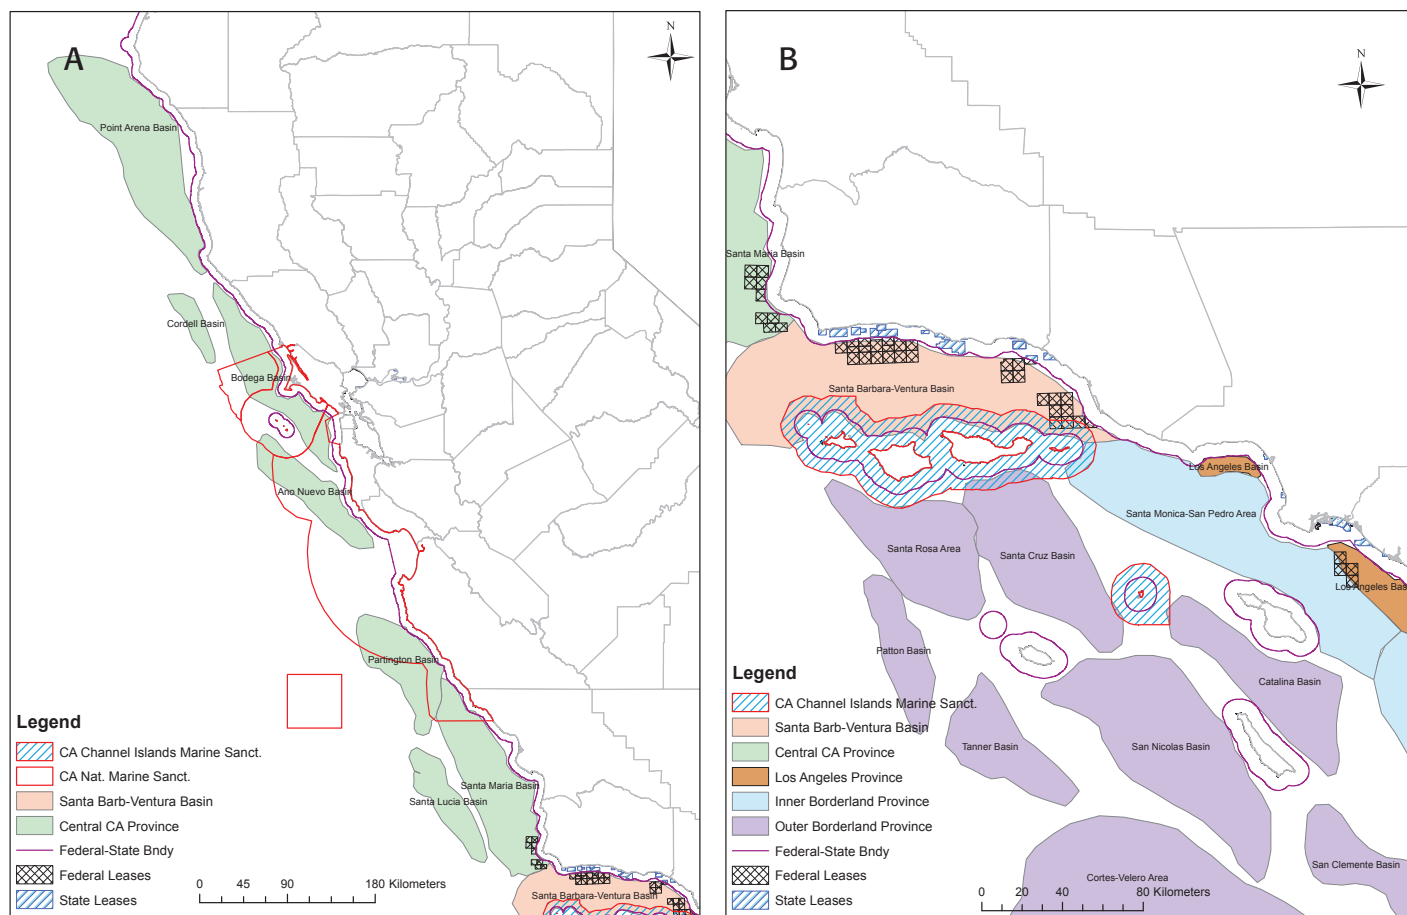 A
N
Point Arena Basin
Cordell Basin
Bodega Basin
Ano Nuevo Basin
Partington Basin
Santa Maria Basin
Santa Lucia Basin
Santa Barbara-Ventura Basin
Legend
CA Channel Islands Marine Sanct.
CA Nat. Marine Sanct.
Santa Barb-Ventura Basin
Central CA Province
Federal-State Bndy
Federal Leases
State Leases
0 45 90 180 Kilometers
B
N
Santa Maria Basin
Santa Barbara-Ventura Basin
Los Angeles Basin
Santa Monica-San Pedro Area
Santa Rosa Area
Santa Cruz Basin
Los Angeles Bas
Patton Basin
Catalina Basin
Tanner Basin
San Nicolas Basin
San Clemente Basin
Cortes-Velero Area
Legend
CA Channel Islands Marine Sanct.
Santa Barb-Ventura Basin
Central CA Province
Los Angeles Province
Inner Borderland Province
Outer Borderland Province
Federal-State Bndy
Federal Leases
State Leases
0 20 40 80 Kilometers